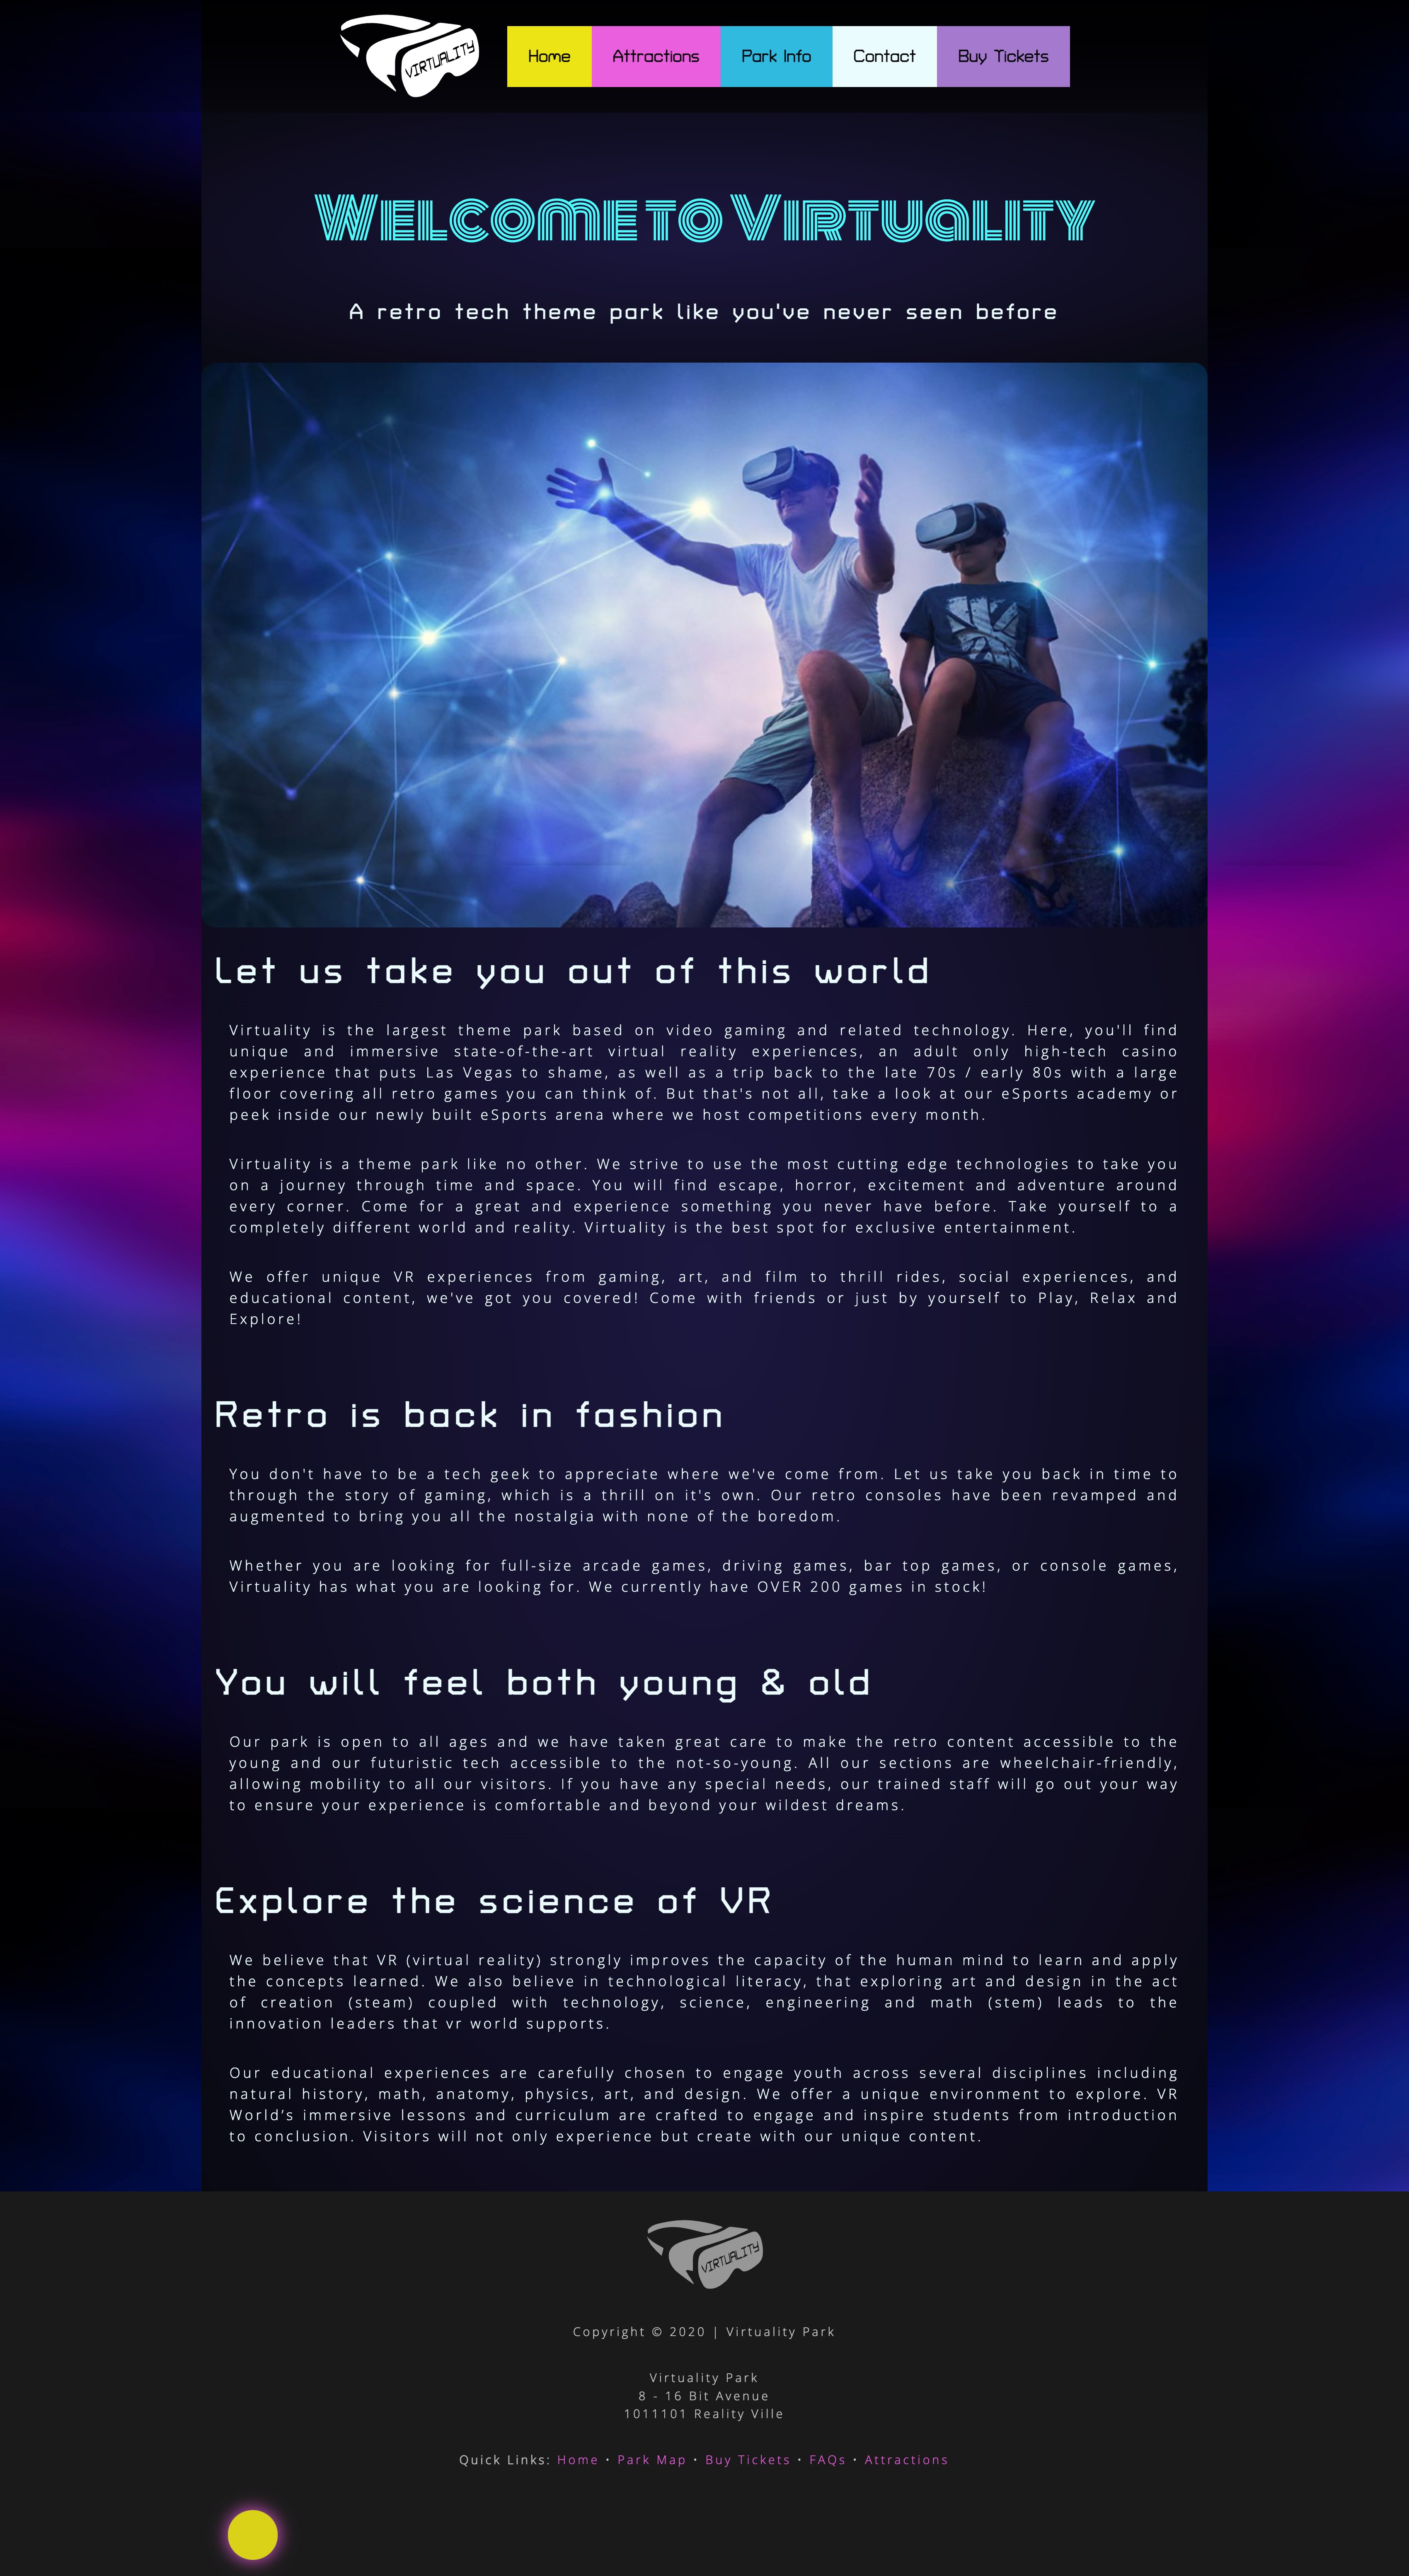 VIRTUALITY
Home
Attractions
Park Info
Contact
Buy Tickets
Welcome to Virtuality
A retro tech theme park like you've never seen before
Let us take you out of this world
Virtuality is the largest theme park based on video gaming and related technology. Here, you'll find
unique and immersive state-of-the-art virtual reality experiences, an adult only high-tech casino
experience that puts Las Vegas to shame, as well as a trip back to the late 70s / early 80s with a large
floor covering all retro games you can think of. But that's not all, take a look at our eSports academy or
peek inside our newly built eSports arena where we host competitions every month.
Virtuality is a theme park like no other. We strive to use the most cutting edge technologies to take you
on a journey through time and space. You will find escape, horror, excitement and adventure around
every corner. Come for a great and experience something you never have before. Take yourself to a
completely different world and reality. Virtuality is the best spot for exclusive entertainment.
We offer unique VR experiences from gaming, art, and film to thrill rides, social experiences, and
educational content, we've got you covered! Come with friends or just by yourself to Play, Relax and
Explore!
Retro is back in fashion
You don't have to be a tech geek to appreciate where we've come from. Let us take you back in time to
through the story of gaming, which is a thrill on it's own. Our retro consoles have been revamped and
augmented to bring you all the nostalgia with none of the boredom.
Whether you are looking for full-size arcade games, driving games, bar top games, or console games,
Virtuality has what you are looking for. We currently have OVER 200 games in stock!
You will feel both young & old
Our park is open to all ages and we have taken great care to make the retro content accessible to the
young and our futuristic tech accessible to the not-so-young. All our sections are wheelchair-friendly,
allowing mobility to all our visitors. If you have any special needs, our trained staff will go out your way
to ensure your experience is comfortable and beyond your wildest dreams.
Explore the science of VR
We believe that VR (virtual reality) strongly improves the capacity of the human mind to learn and apply
the concepts learned. We also believe in technological literacy, that exploring art and design in the act
of creation (steam) coupled with technology, science, engineering and math (stem) leads to the
innovation leaders that vr world supports.
Our educational experiences are carefully chosen to engage youth across several disciplines including
natural history, math, anatomy, physics, art, and design. We offer a unique environment to explore. VR
World’s immersive lessons and curriculum are crafted to engage and inspire students from introduction
to conclusion. Visitors will not only experience but create with our unique content.
VIRTUALITY
Copyright © 2020 | Virtuality Park
Virtuality Park
8 - 16 Bit Avenue
1011101 Reality Ville
Quick Links: Home • Park Map • Buy Tickets • FAQs • Attractions